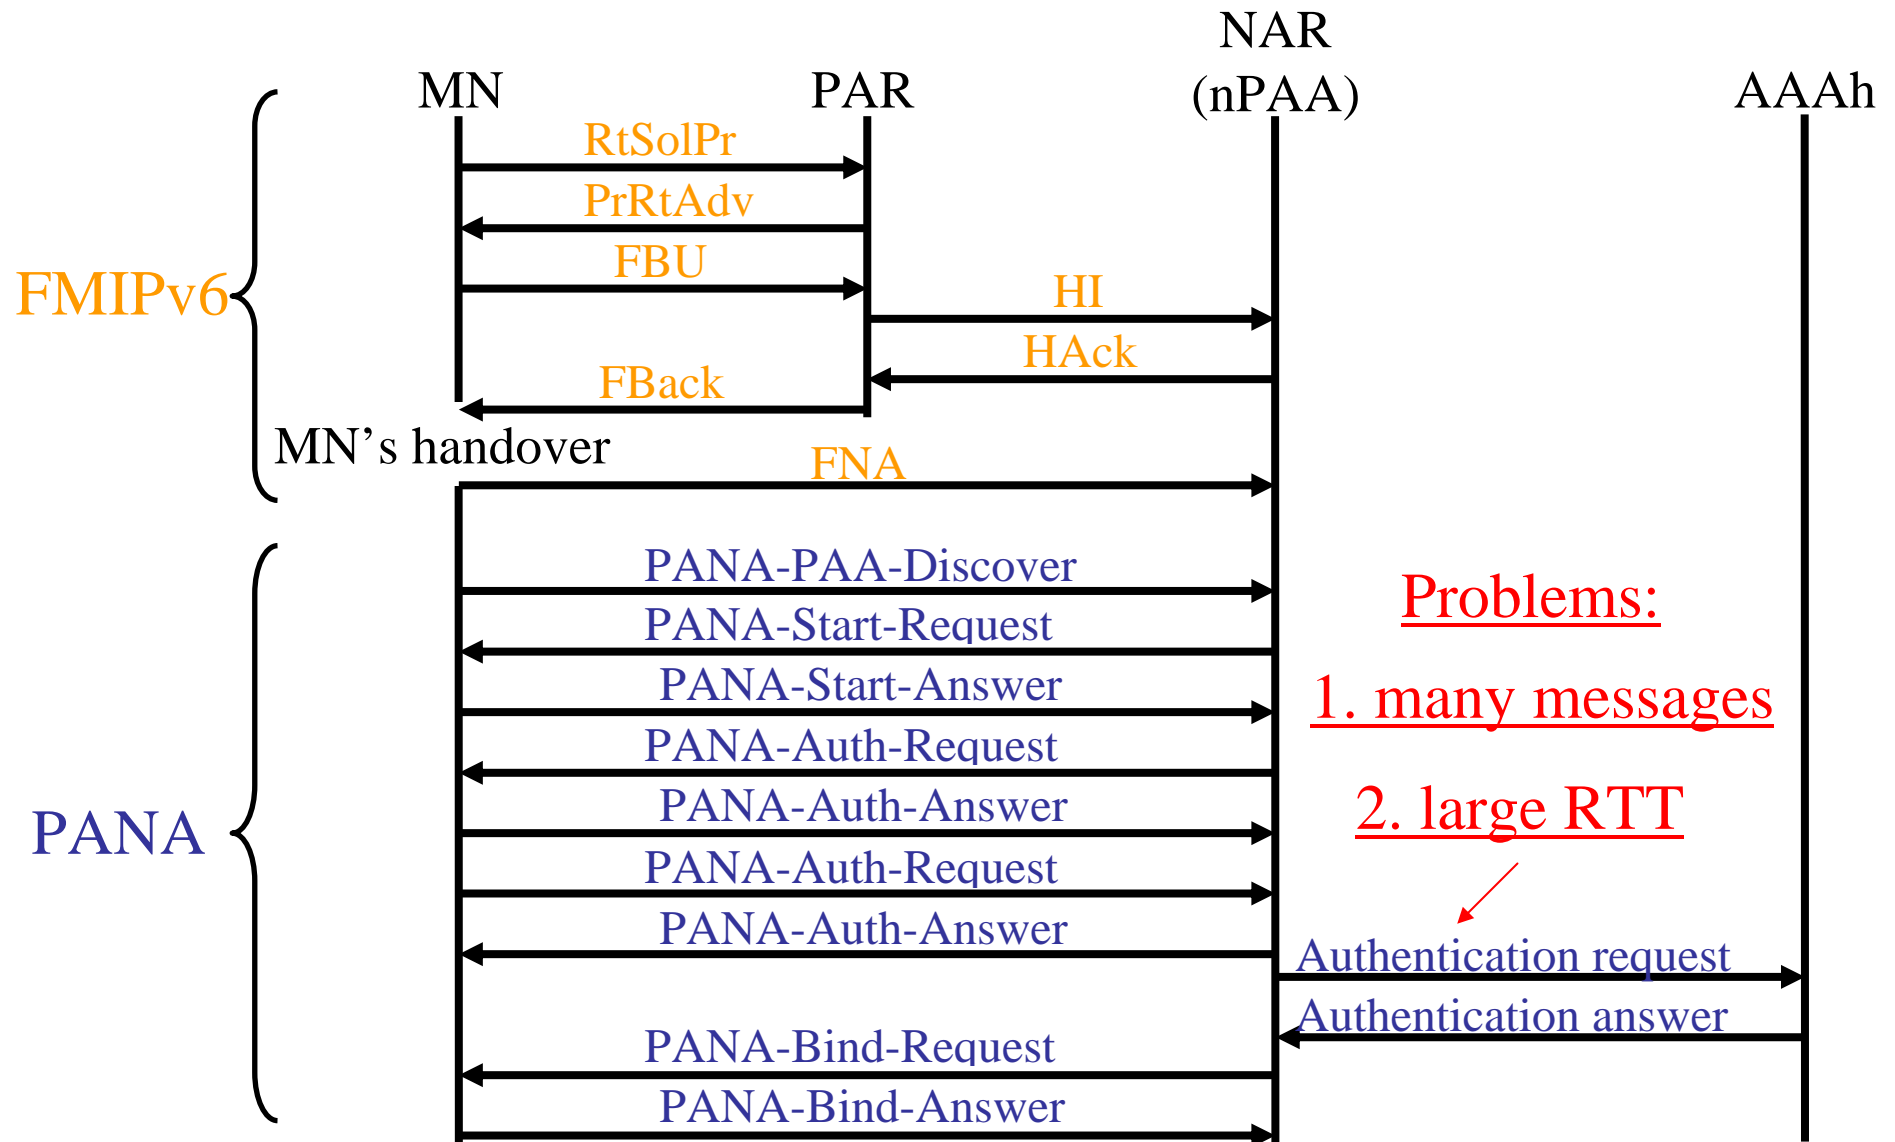 NAR
MN PAR (nPAA) AAAh
RtSolPr
PrRtAdv
FBU
FMIPv6
HI
HAck
FBack
MN’s handover
FNA
PANA-PAA-Discover
Problems:
PANA-Start-Request
PANA-Start-Answer
1. many messages
PANA-Auth-Request
PANA-Auth-Answer
2. large RTT
PANA
PANA-Auth-Request
PANA-Auth-Answer
Authentication request
Authentication answer
PANA-Bind-Request
PANA-Bind-Answer